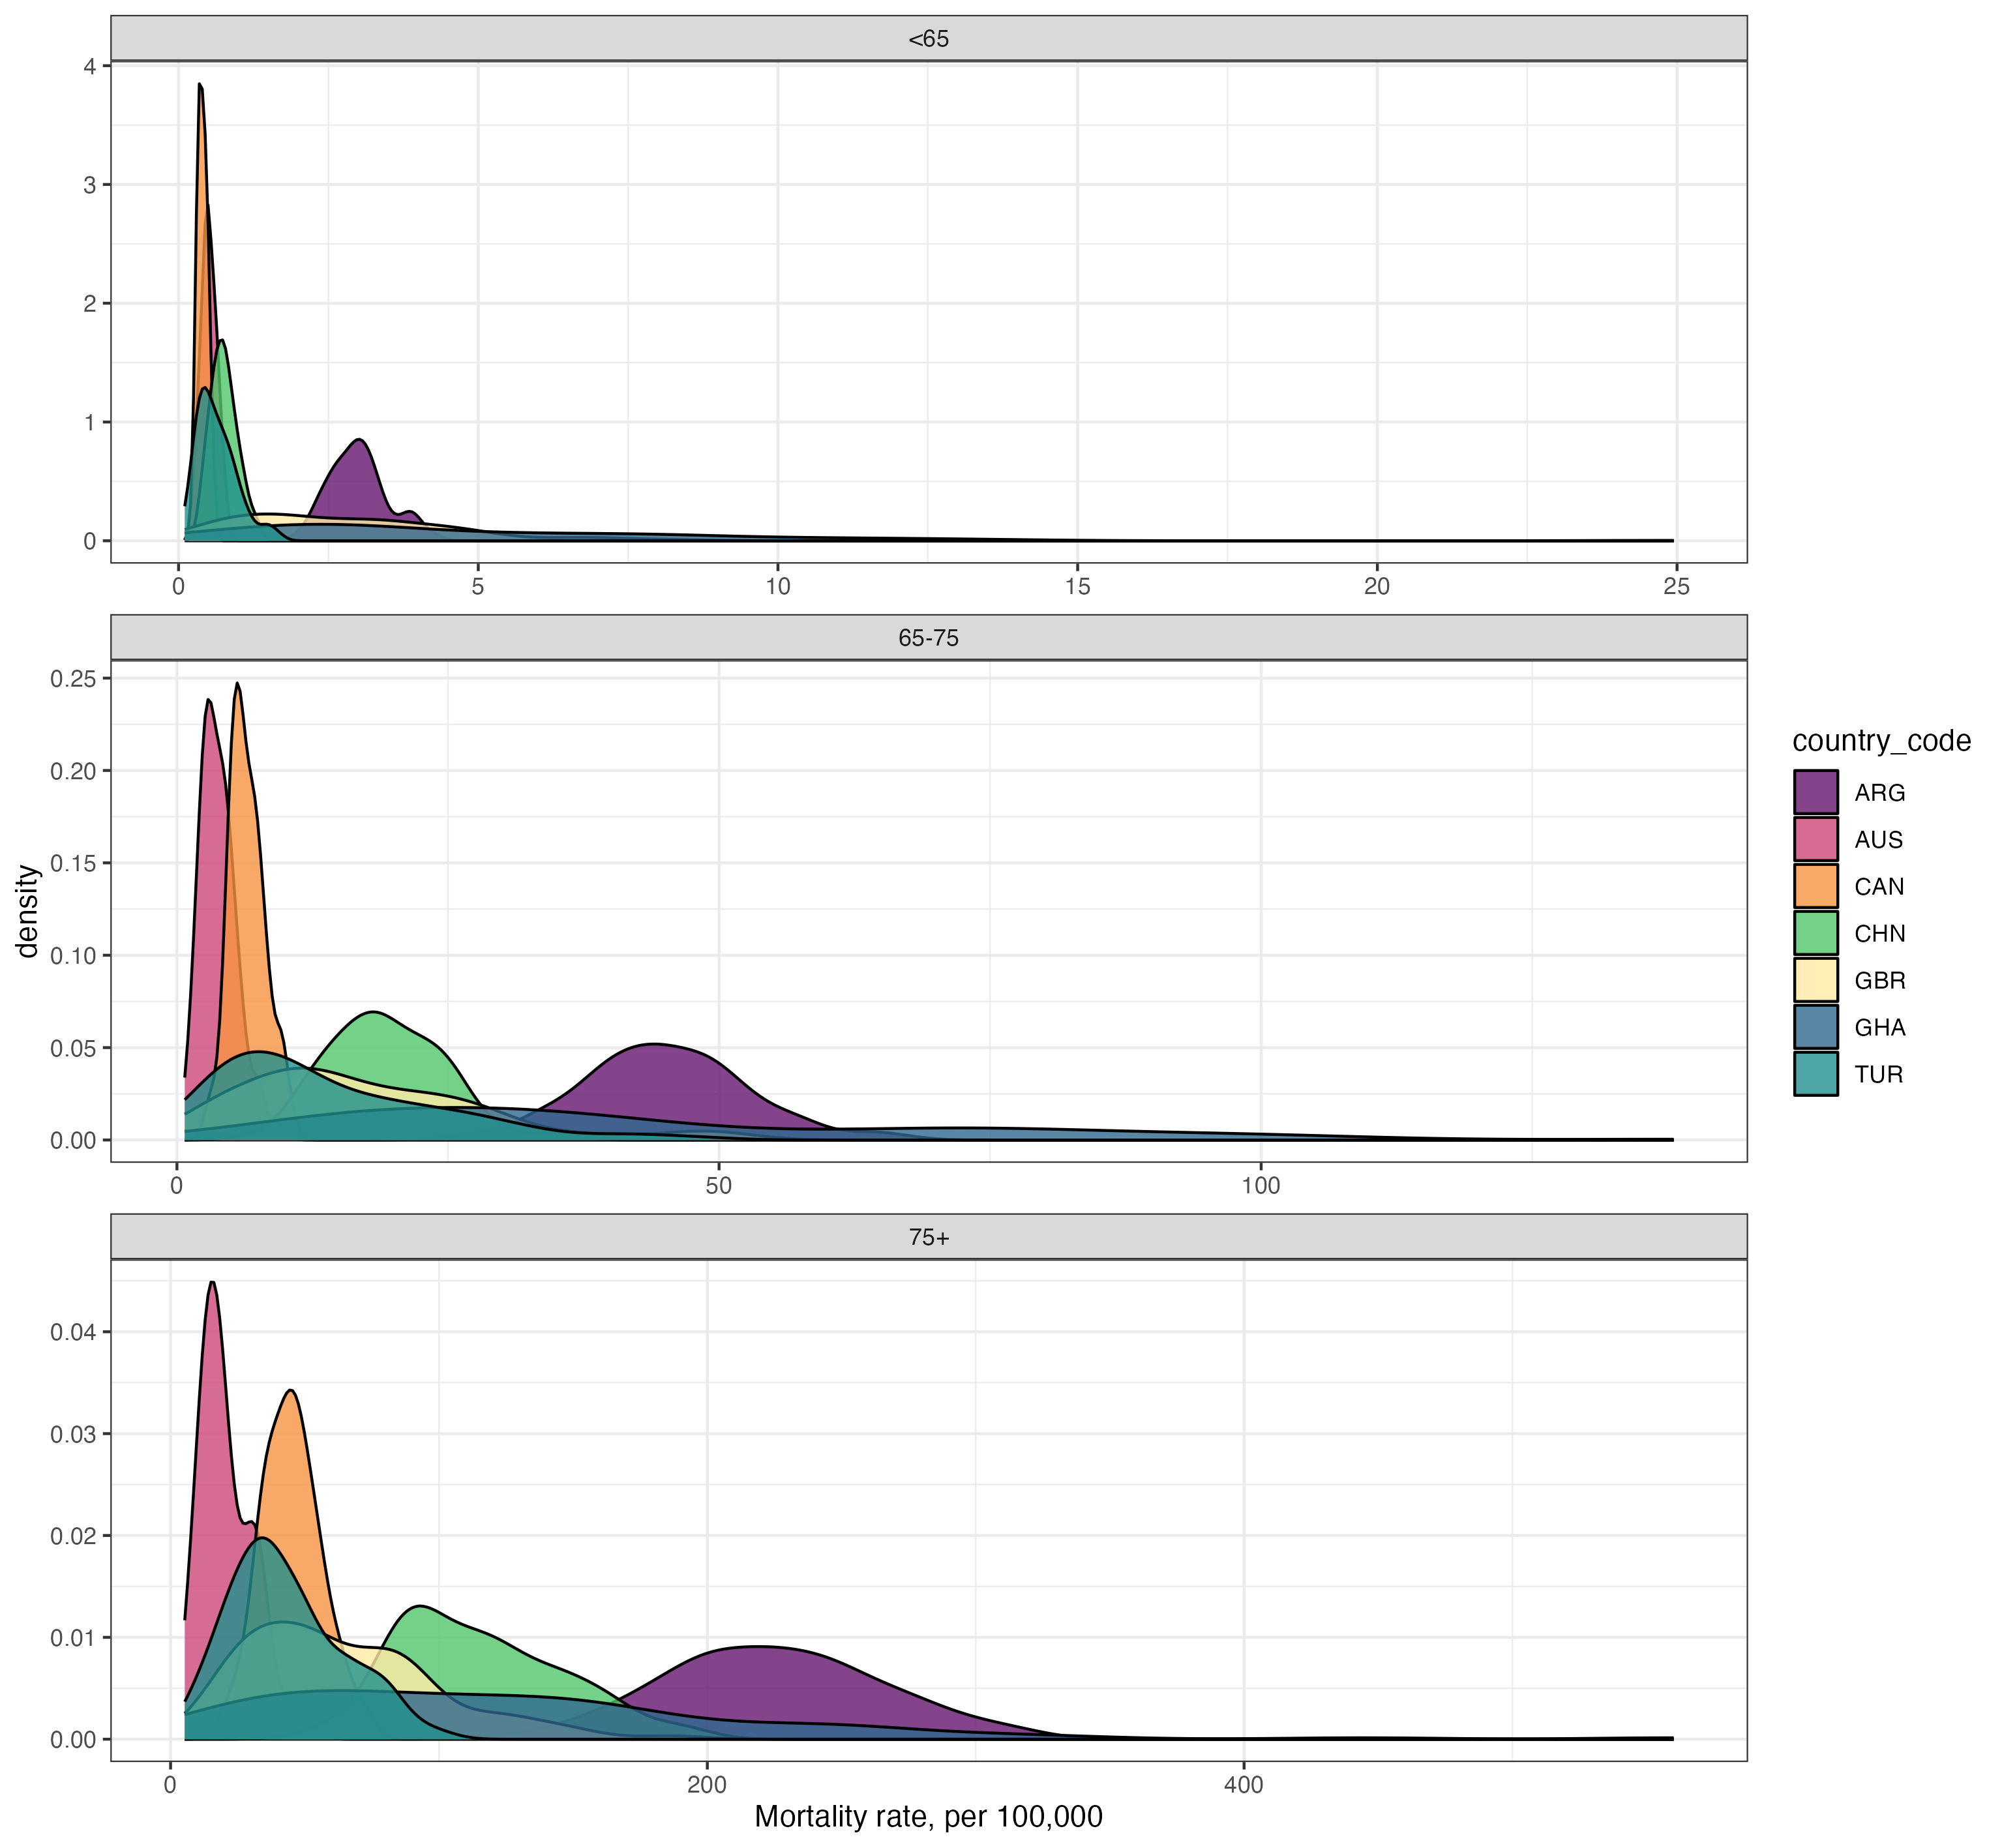 <65
4
3
2
1
0
0 5 10 15 20 25
65-75
0.25
0.20
0.15
0.10
0.05
0.00
0 50 100
75+
0.04
0.03
0.02
0.01
0.00
0 200 400
density
Mortality rate, per 100,000
country_code
ARG
AUS
CAN
CHN
GBR
GHA
TUR